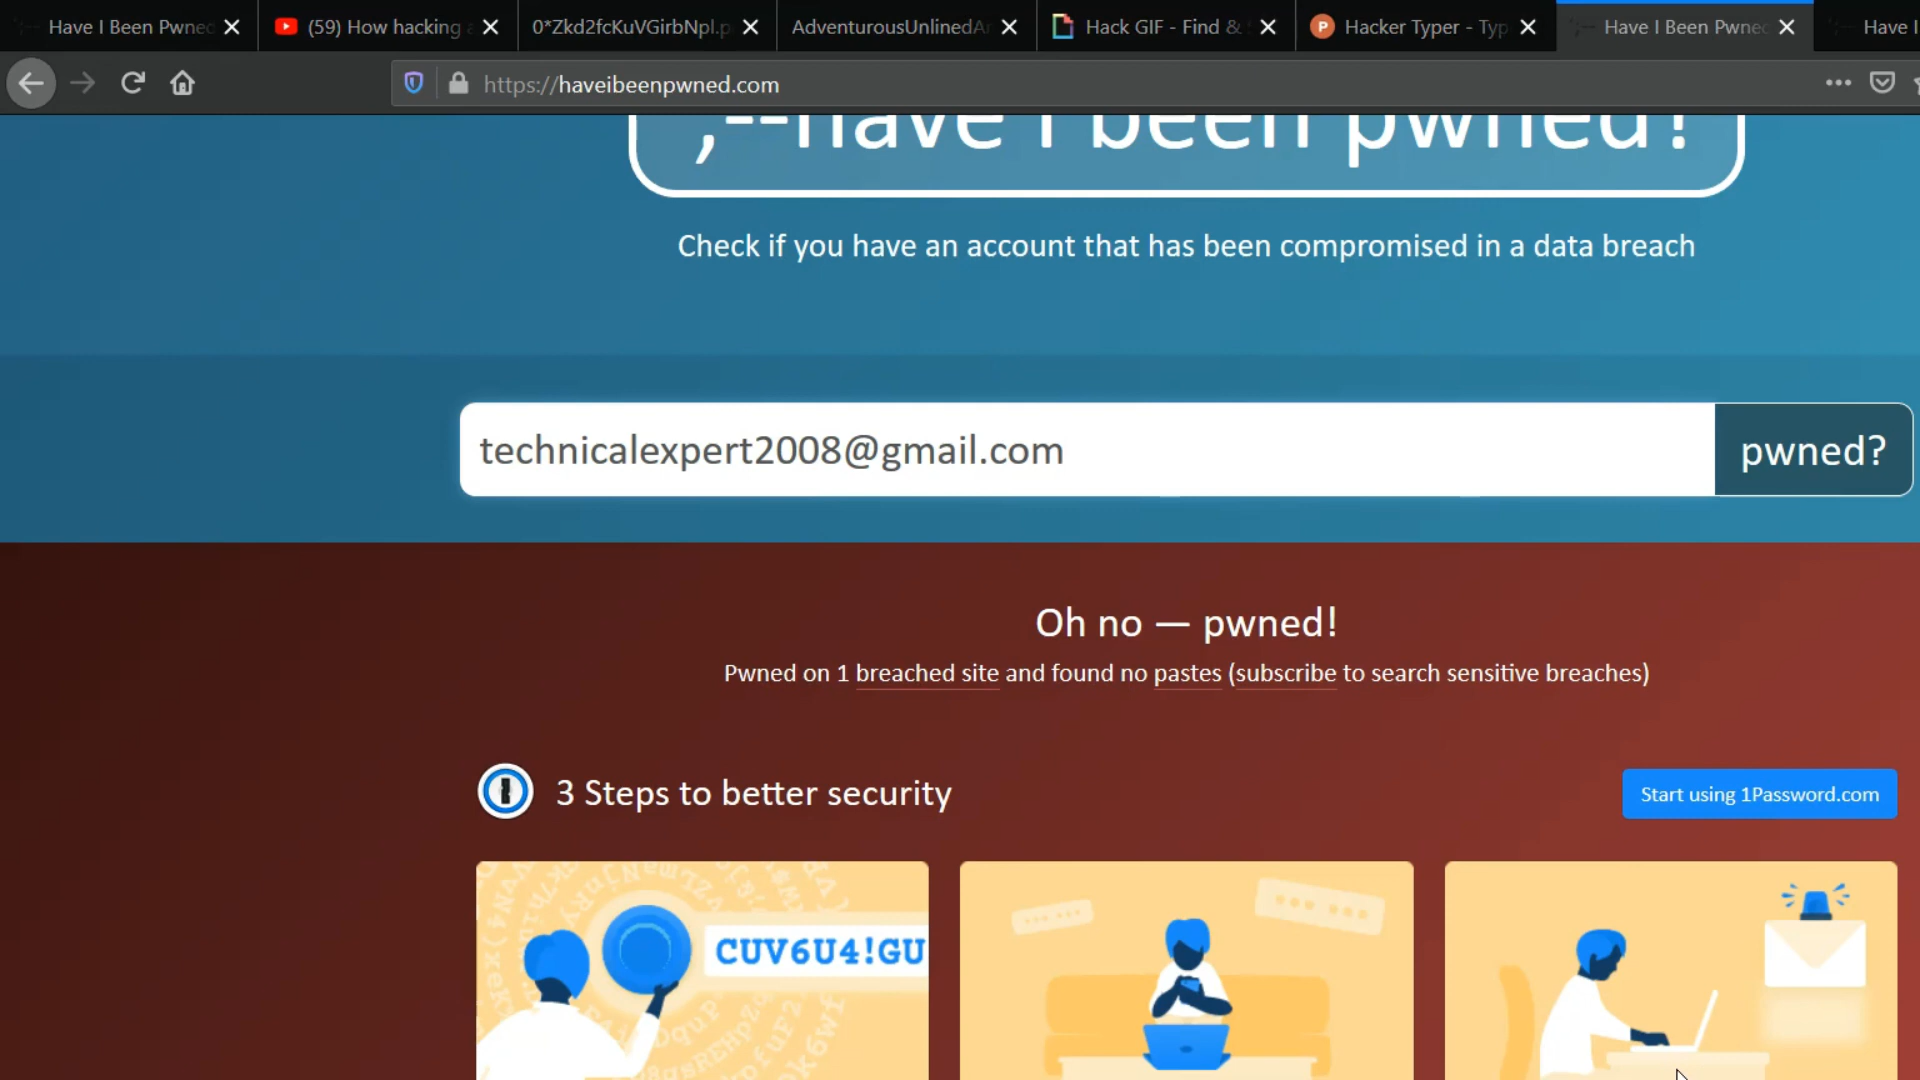 Have I Been Pwned
(59) How hacking a
0*Zkd2fcKuVGirbNpl.p
AdventurousUnlinedA
Hack GIF - Find &
Hacker Typer - Typ
Have I Been Pwned
Have I
https://haveibeenpwned.com
';--have i been pwned?
Check if you have an account that has been compromised in a data breach
technicalexpert2008@gmail.com
pwned?
Oh no — pwned!
Pwned on 1 breached site and found no pastes (subscribe to search sensitive breaches)
3 Steps to better security
Start using 1Password.com
CUV6U4!GU